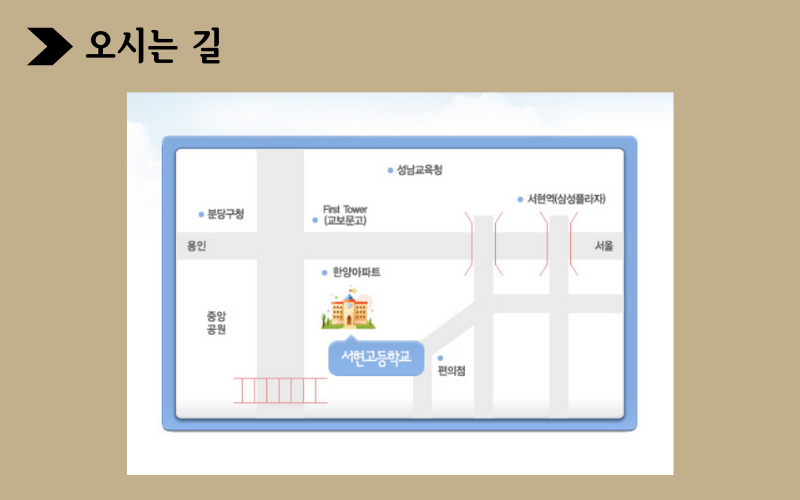 오시는 길
성남교육청
서현역(삼성플라자)
분당구청
First Tower
(교보문고)
용인
서울
한양아파트
중앙
공원
서현고등학교
편의점